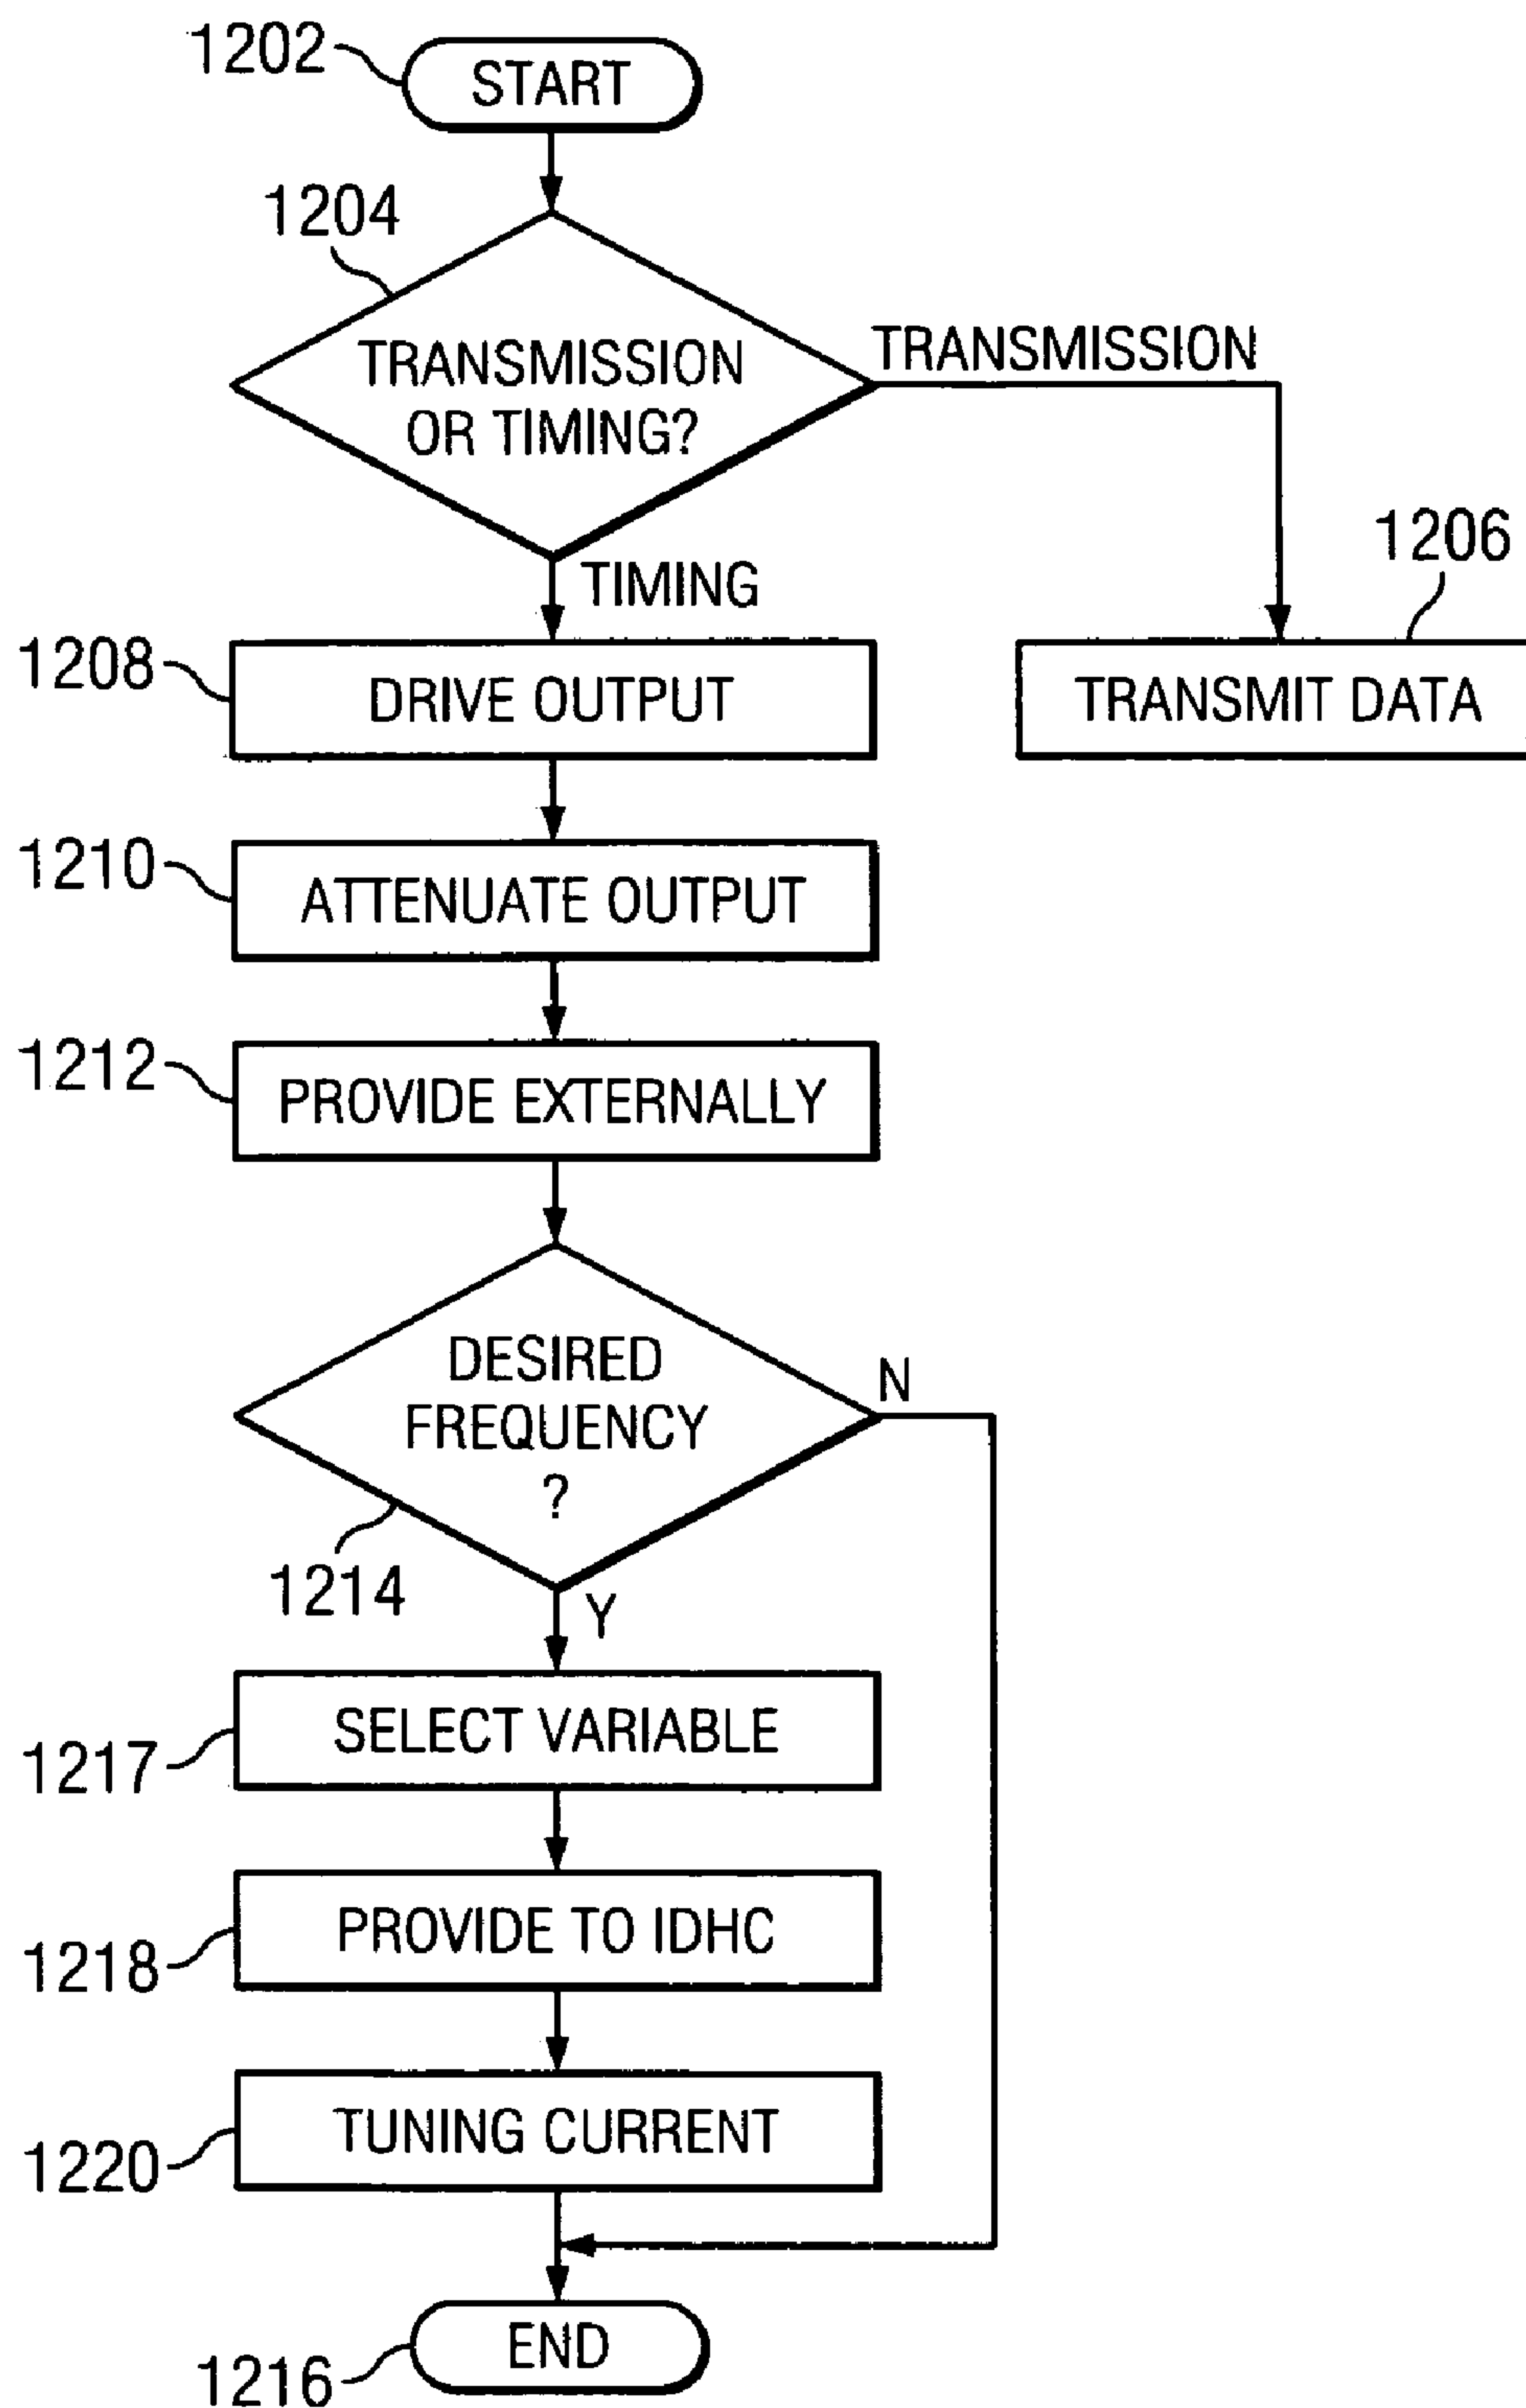 1202
START
1204
TRANSMISSION
OR TIMING?
TRANSMISSION
TIMING
1206
1208
DRIVE OUTPUT
TRANSMIT DATA
1210
ATTENUATE OUTPUT
1212
PROVIDE EXTERNALLY
DESIRED
FREQUENCY
?
N
1214
Y
SELECT VARIABLE
1217
PROVIDE TO IDHC
1218
TUNING CURRENT
1220
END
1216